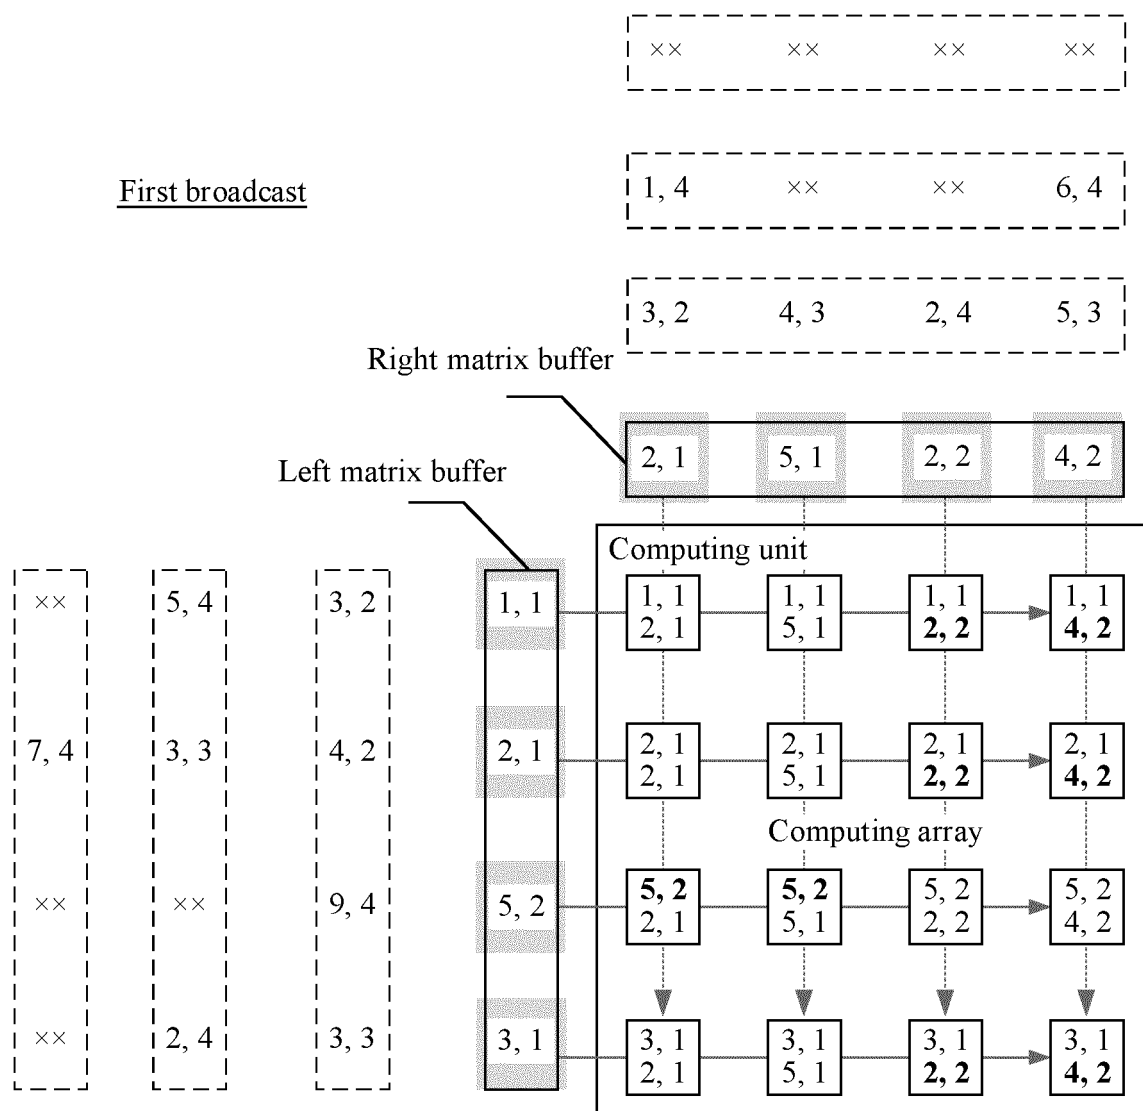 ×× ×× ×× ××
First broadcast
1, 4 ×× ×× 6, 4
3, 2 4, 3 2, 4 5, 3
Right matrix buffer
2, 1 5, 1 2, 2 4, 2
Left matrix buffer
Computing unit
×× 5, 4 3, 2 1, 1 1, 1 1, 1 1, 1 1, 1
2, 1 5, 1 2, 2 4, 2
7, 4 3, 3 4, 2 2, 1 2, 1 2, 1 2, 1 2, 1
2, 1 5, 1 2, 2 4, 2
Computing array
×× ×× 9, 4 5, 2 5, 2 5, 2 5, 2 5, 2
2, 1 5, 1 2, 2 4, 2
×× 2, 4 3, 3 3, 1 3, 1 3, 1 3, 1 3, 1
2, 1 5, 1 2, 2 4, 2